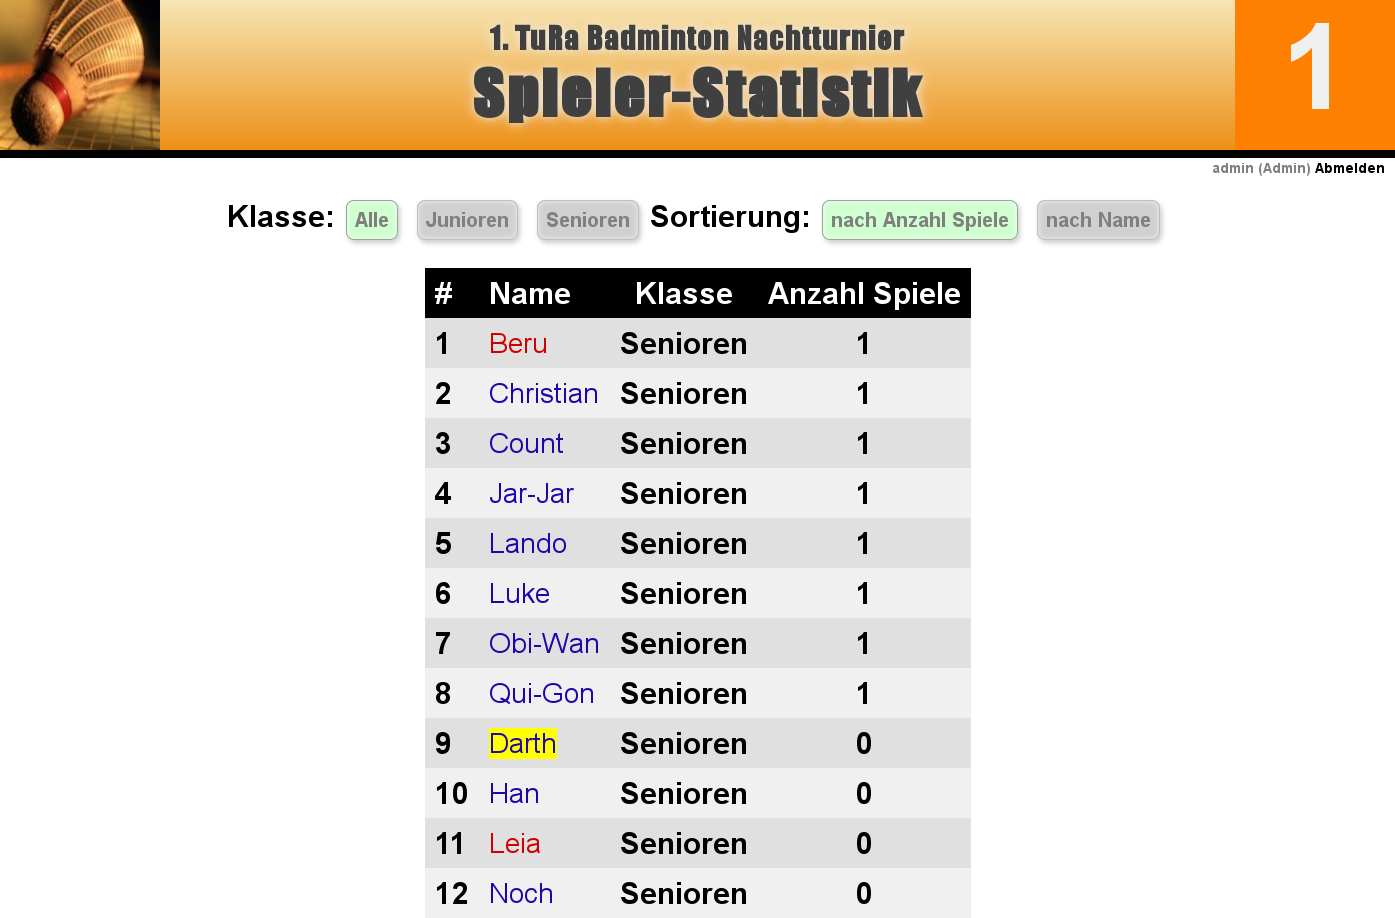 1. TuRa Badminton Nachtturnier
Spieler-Statistik
1
admin (Admin) Abmelden
Klasse: Alle Junioren Senioren Sortierung: nach Anzahl Spiele nach Name
# Name Klasse Anzahl Spiele
1 Beru Senioren 1
2 Christian Senioren 1
3 Count Senioren 1
4 Jar-Jar Senioren 1
5 Lando Senioren 1
6 Luke Senioren 1
7 Obi-Wan Senioren 1
8 Qui-Gon Senioren 1
9 Darth Senioren 0
10 Han Senioren 0
11 Leia Senioren 0
12 Noch Senioren 0